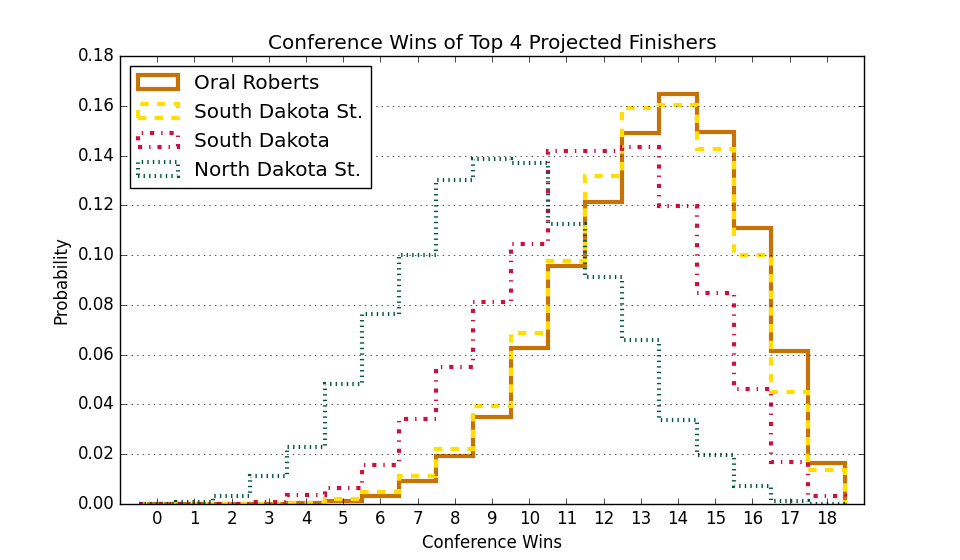 Conference Wins of Top 4 Projected Finishers
0.18
0.16
0.14
0.12
0.10
0.08
0.06
0.04
0.02
0.00
Probability
Oral Roberts
South Dakota St.
South Dakota
North Dakota St.
0 1 2 3 4 5 6 7 8 9 10 11 12 13 14 15 16 17 18
Conference Wins